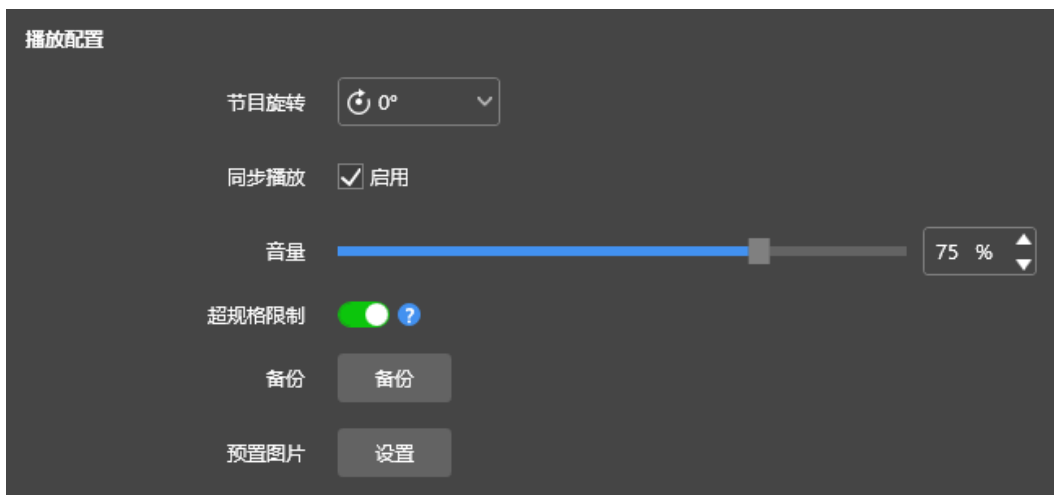 播放配置
节目旋转 0°
同步播放 启用
音量 75 %
超规格限制 ?
备份 备份
预置图片 设置